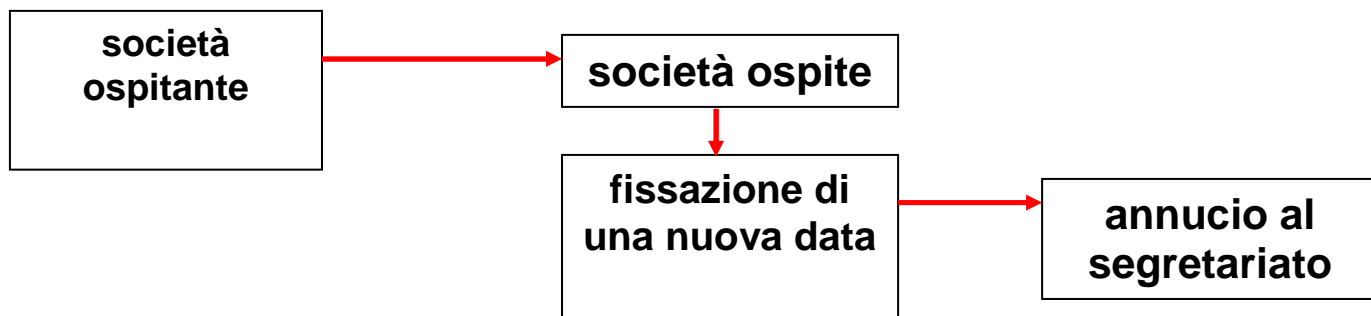 società
ospitante
società ospite
fissazione di
una nuova data
annucio al
segretariato